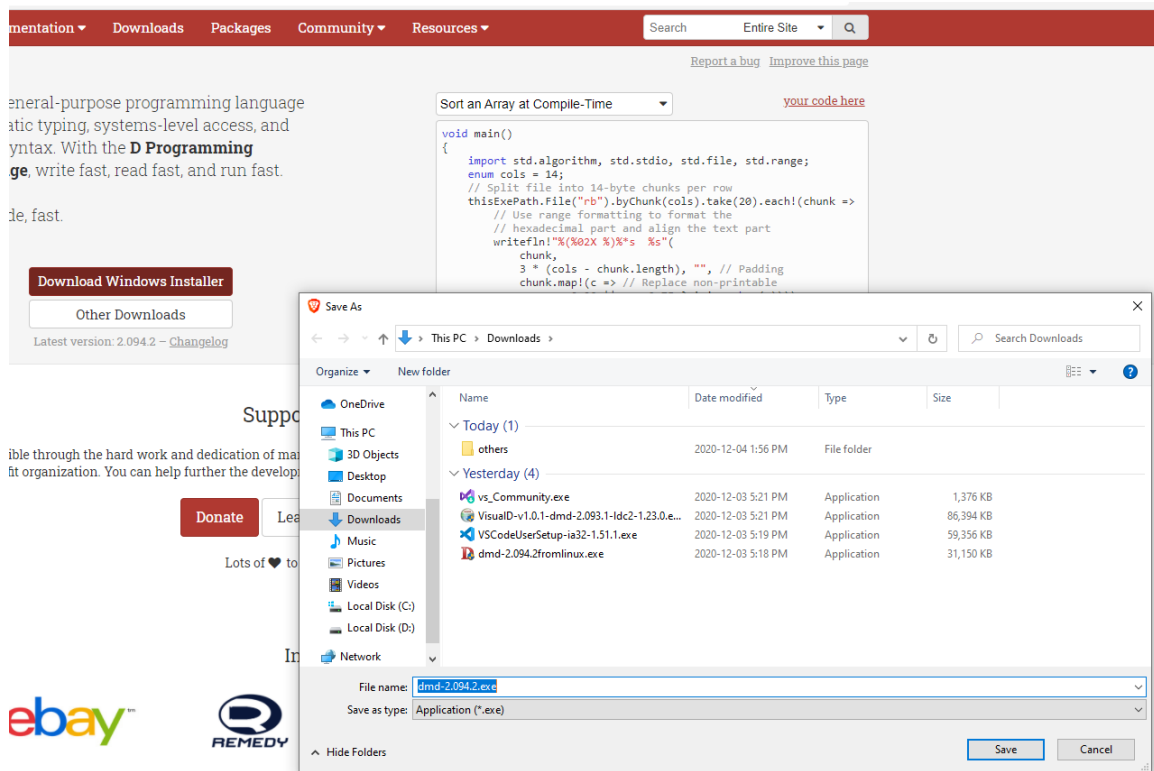 mentation Downloads Packages Community Resources Search Entire Site
Report a bug Improve this page
eneral-purpose programming language
atic typing, systems-level access, and
yntax. With the D Programming
ge, write fast, read fast, and run fast.
de, fast.
Download Windows Installer
Other Downloads
Latest version: 2.094.2 – Changelog
Sort an Array at Compile-Time your code here
void main()
{
import std.algorithm, std.stdio, std.file, std.range;
enum cols = 14;
// Split file into 14-byte chunks per row
thisExePath.File("rb").byChunk(cols).take(20).each!(chunk =>
// Use range formatting to format the
// hexadecimal part and align the text part
writefln!"%(%02X %)%*s  %s"(
chunk,
3 * (cols - chunk.length), "", // Padding
chunk.map!(c => // Replace non-printable
Suppo
ible through the hard work and dedication of ma
fit organization. You can help further the develop
Donate Lea
Lots of ♥ to
In
ebay™
REMEDY
Save As
This PC › Downloads › Search Downloads
Organize New folder
OneDrive
This PC
3D Objects
Desktop
Documents
Downloads
Music
Pictures
Videos
Local Disk (C:)
Local Disk (D:)
Network
Name Date modified Type Size
Today (1)
others 2020-12-04 1:56 PM File folder
Yesterday (4)
vs_Community.exe 2020-12-03 5:21 PM Application 1,376 KB
VisualD-v1.0.1-dmd-2.093.1-ldc2-1.23.0.e... 2020-12-03 5:21 PM Application 86,394 KB
VSCodeUserSetup-ia32-1.51.1.exe 2020-12-03 5:19 PM Application 59,356 KB
dmd-2.094.2fromlinux.exe 2020-12-03 5:18 PM Application 31,150 KB
File name: dmd-2.094.2.exe
Save as type: Application (*.exe)
Hide Folders Save Cancel